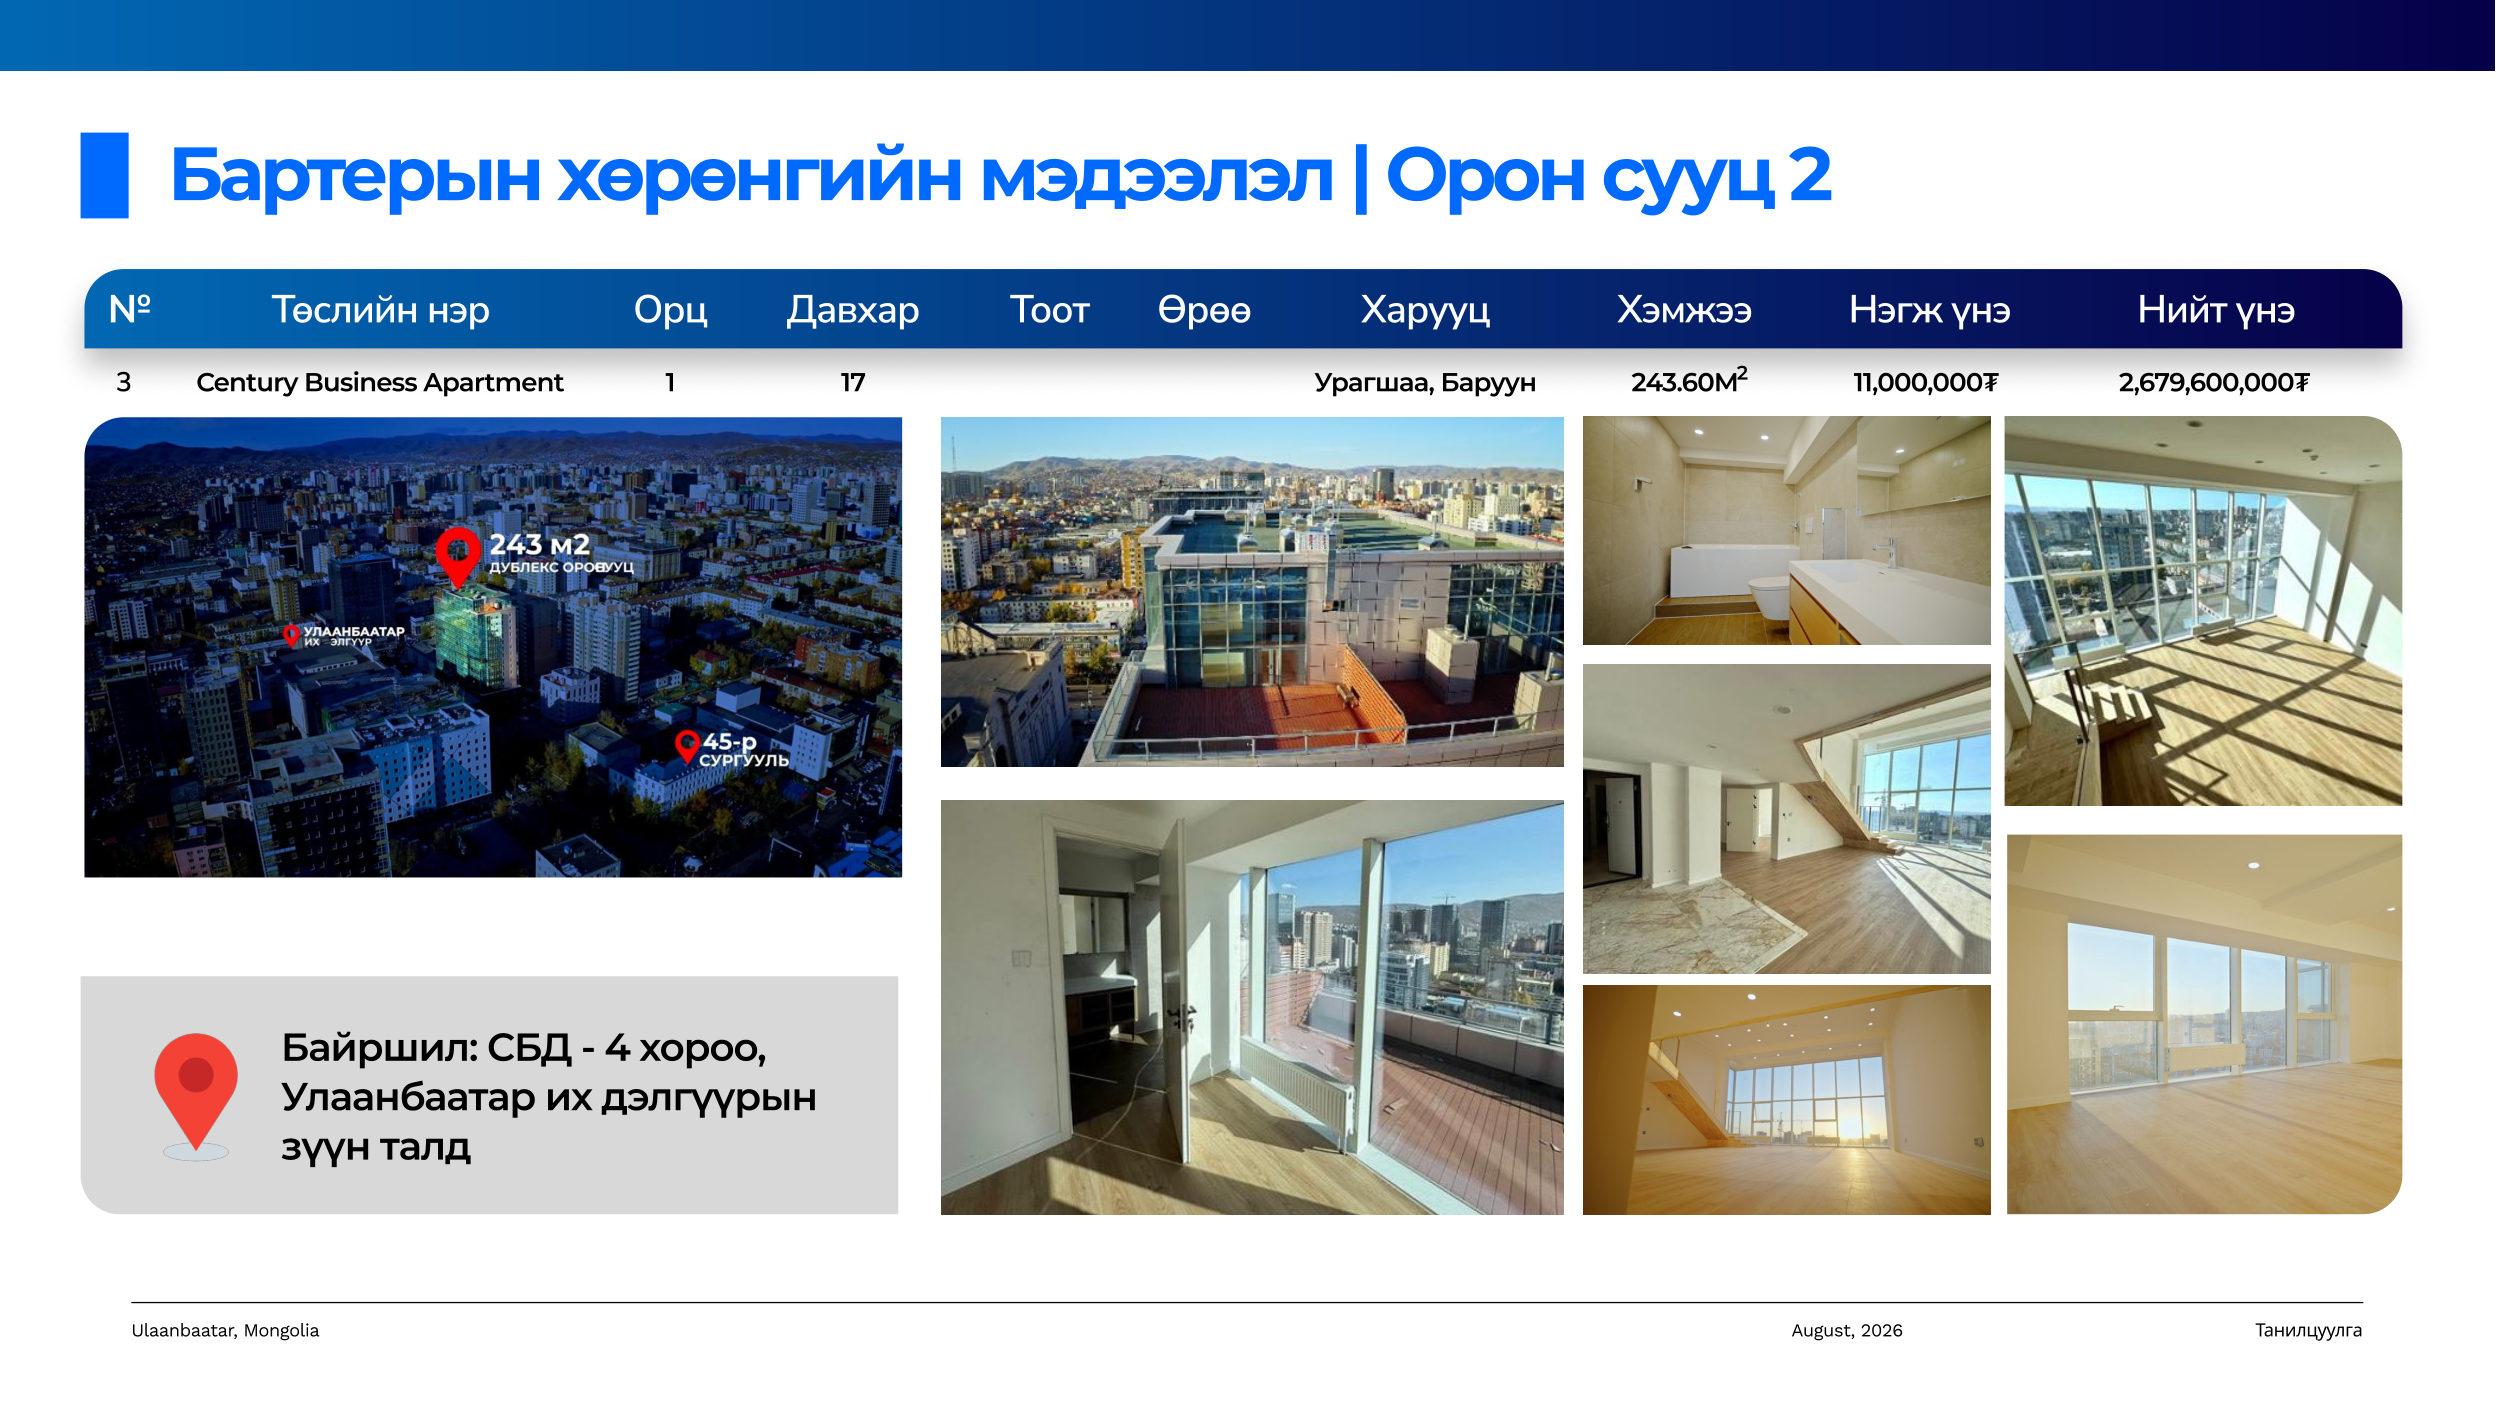 Бартерын хөрөнгийн мэдээлэл | Орон сууц 2
№ Төслийн нэр Орц Давхар Тоот Өрөө Харууц Хэмжээ Нэгж үнэ Нийт үнэ
3 Century Business Apartment 1 17 Урагшаа, Баруун 243.60М² 11,000,000₮ 2,679,600,000₮
243 м2
ДУБЛЕКС
УЛААНБААТАР
ИХ ЭЛГҮҮР
45-р
СУРГУУЛЬ
Байршил: СБД - 4 хороо,
Улаанбаатар их дэлгүүрын
зүүн талд
Ulaanbaatar, Mongolia August, 2026 Танилцуулга